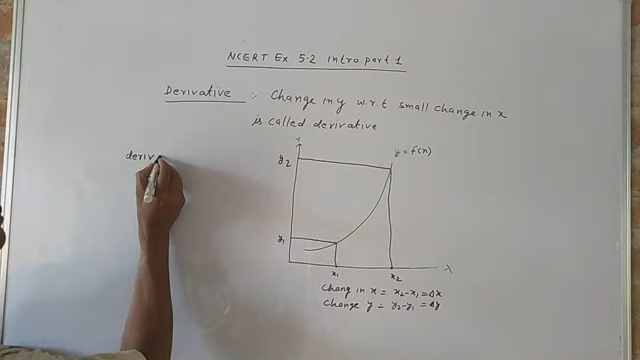 NCERT Ex 5.2 intro part 1
Derivative :- Change in y w.r.t small change in x
is called derivative
deriv
Y
y = f(x)
y2
y1
x1
x2
X
Chang in x = x2-x1 = Δx
Change y = y2-y1 = Δy